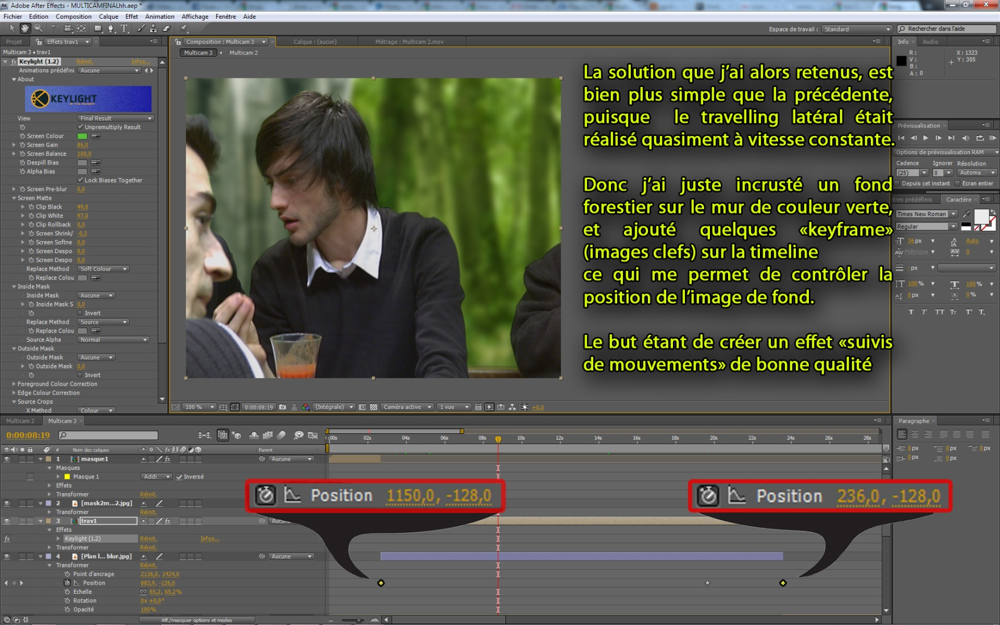 Adobe After Effects - MULTICAMFINALhh.aep *
Fichier Edition Composition Calque Effet Animation Affichage Fenêtre Aide
Espace de travail : Standard
Rechercher dans l'aide
Projet Effets trav1
Composition : Multicam 3 Calque : (aucun) Métrage : Multicam 2.mov
Info Audio
Multicam 3 • trav1
Multicam 3 Multicam 2
R : X : 1323
V : Y : 305
B :
A : 0
fx Keylight (1.2) Réinit. Infos...
Animations prédéfini Aucune
About
KEYLIGHT
BY THE FOUNDRY
View Final Result
Unpremultiply Result
Screen Colour
Screen Gain 86,0
Screen Balance 100,0
Despill Bias
Alpha Bias
Lock Biases Together
Screen Pre-blur 0,0
Screen Matte
Clip Black 49,0
Clip White 97,0
Clip Rollback 0,0
Screen Shrink/ -0,3
Screen Softne 0,0
Screen Despo 0,0
Screen Despo 0,0
Replace Method Soft Colour
Replace Colou
Inside Mask
Inside Mask Aucune
Inside Mask S 0,0
Invert
Replace Method Source
Replace Colou
Source Alpha Normal
Outside Mask
Outside Mask Aucune
Outside Mask 0,0
Invert
Foreground Colour Correction
Edge Colour Correction
Source Crops
X Method Colour
La solution que j'ai alors retenus, est
bien plus simple que la précédente,
puisque le travelling latéral était
réalisé quasiment à vitesse constante.
Donc j'ai juste incrusté un fond
forestier sur le mur de couleur verte,
et ajouté quelques «keyframe»
(images clefs) sur la timeline
ce qui me permet de contrôler la
position de l'image de fond.
Le but étant de créer un effet «suivis
de mouvements» de bonne qualité
Prévisualisation
Options de prévisualisation RAM
Cadence Ignorer Résolution
(25) 0 Automa...
Depuis cet instant Ecran entier
tres prédéfinis Caractère
Times New Roman
Regular
36 px Auto
Métrique 0
- px
100 % 100 %
0 px 0 %
T T TT Tr T' T,
100 % 0:00:08:19 (Intégrale) Caméra active 1 vue +0,0
Multicam 2 Multicam 3
Paragraphe
0 px 0 px 0 px
0 px 0 px
0:00:08:19
:00s 02s 04s 06s 08s 10s 12s 14s 16s 18s 20s 22s 24s 26s 28s
# Nom des calques Parent
1 masque1 Aucune
Masques
Masque 1 Addi... Inversé
Effets
Transformer Réinit.
2 [mask2m...2.jpg]
Transformer Réinit.
3 trav1
Effets
Keylight (1.2) Réinit. Infos...
Transformer Réinit.
4 [Plan l... blur.jpg] Aucune
Transformer Réinit.
Point d'ancrage 2136,0, 1424,0
Position 883,9, -126,0
Echelle 65,2, 65,2%
Rotation 0x +0,0°
Opacité 100%
Position 1150,0, -128,0
Position 236,0, -128,0
Aff./masquer options et modes